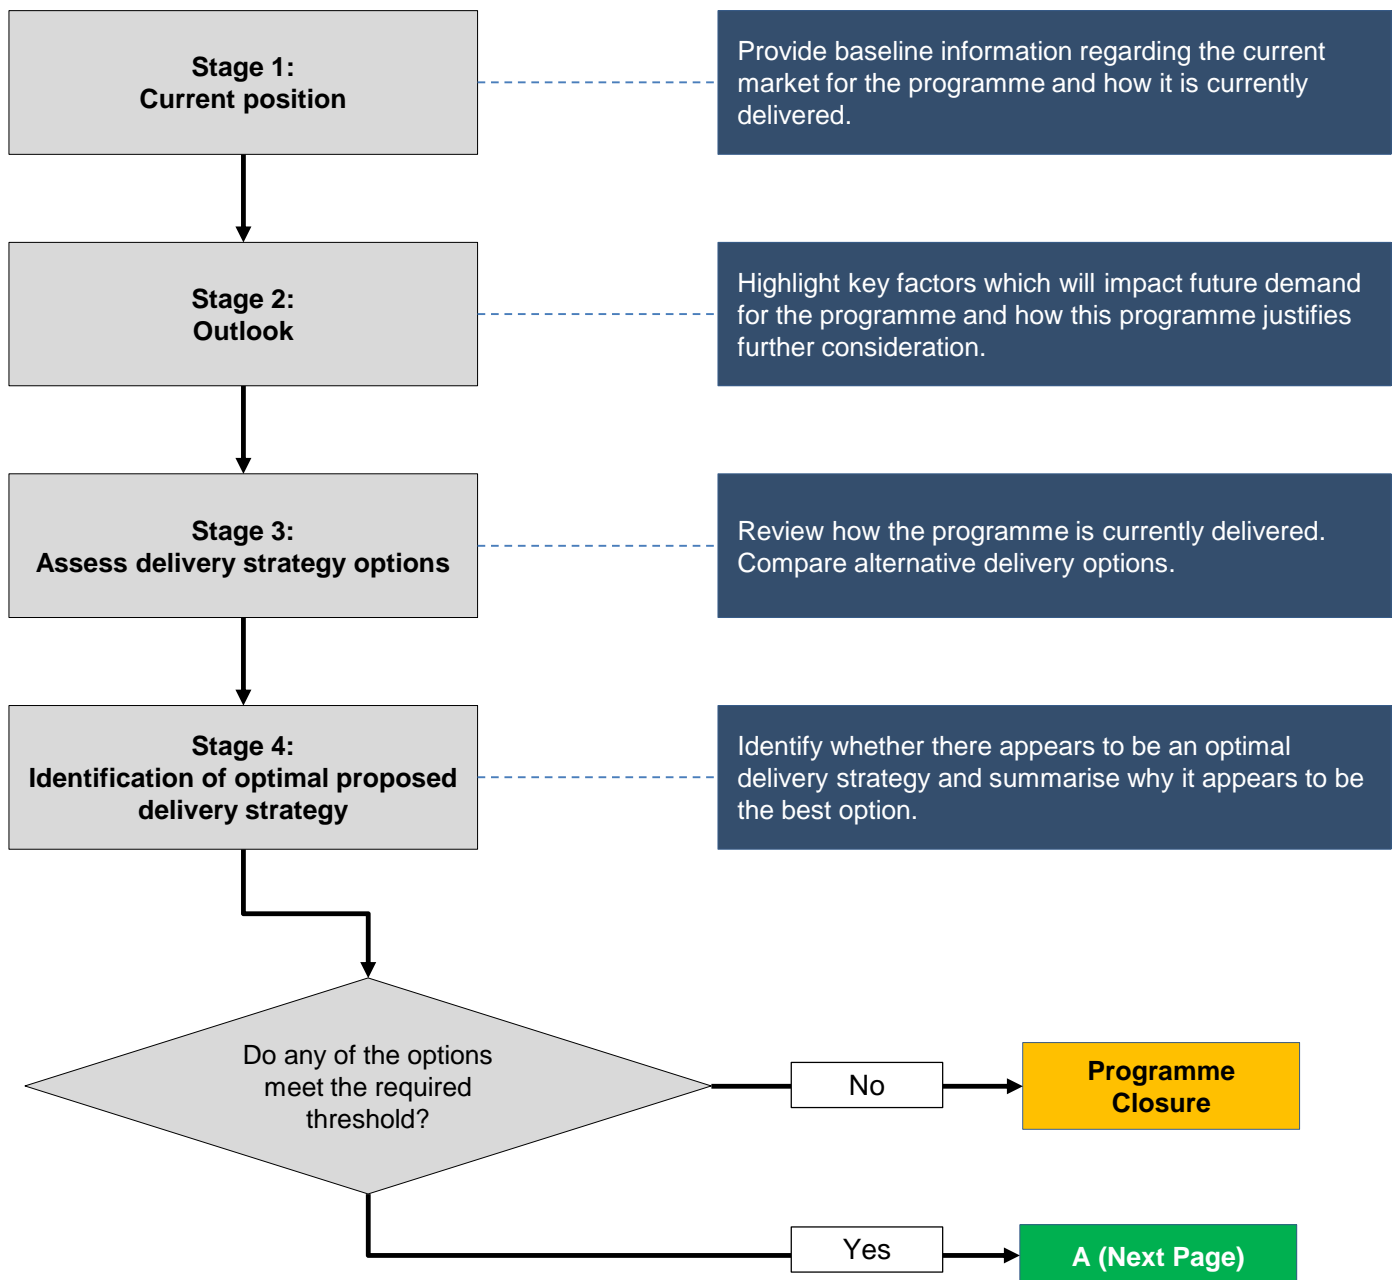 Stage 1:
Current position
Provide baseline information regarding the current
market for the programme and how it is currently
delivered.
Stage 2:
Outlook
Highlight key factors which will impact future demand
for the programme and how this programme justifies
further consideration.
Stage 3:
Assess delivery strategy options
Review how the programme is currently delivered.
Compare alternative delivery options.
Stage 4:
Identification of optimal proposed
delivery strategy
Identify whether there appears to be an optimal
delivery strategy and summarise why it appears to be
the best option.
Do any of the options
meet the required
threshold?
No
Programme
Closure
Yes
A (Next Page)